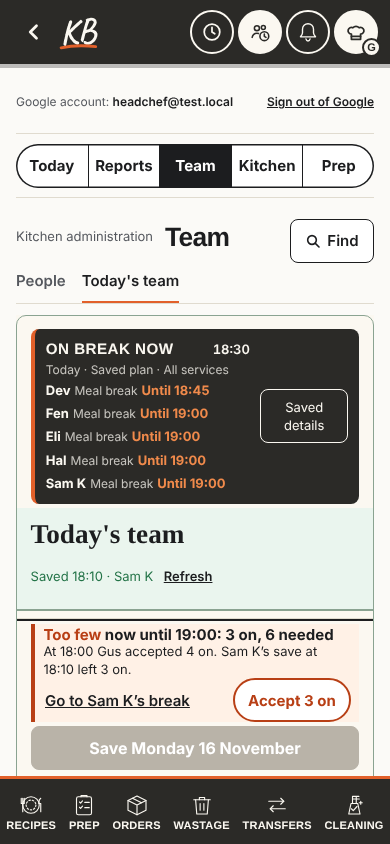 KB
G
Google account: headchef@test.local Sign out of Google
Today Reports Team Kitchen Prep
Kitchen administration Team Find
People Today's team
ON BREAK NOW 18:30
Today · Saved plan · All services
Dev Meal break Until 18:45
Fen Meal break Until 19:00
Eli Meal break Until 19:00
Hal Meal break Until 19:00
Sam K Meal break Until 19:00
Saved
details
Today's team
Saved 18:10 · Sam K Refresh
Too few now until 19:00: 3 on, 6 needed
At 18:00 Gus accepted 4 on. Sam K's save at
18:10 left 3 on.
Go to Sam K's break Accept 3 on
Save Monday 16 November
RECIPES PREP ORDERS WASTAGE TRANSFERS CLEANING